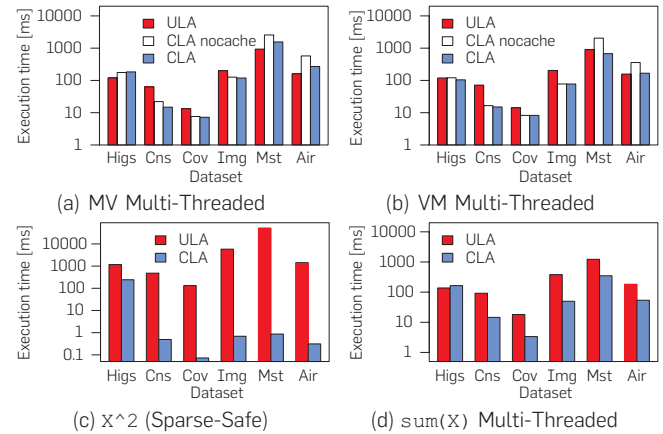 Execution time [ms]
10000
1000
100
10
1
ULA
CLA nocache
CLA
Higs Cns Cov Img Mst Air
Dataset
(a) MV Multi-Threaded
Execution time [ms]
10000
1000
100
10
1
ULA
CLA nocache
CLA
Higs Cns Cov Img Mst Air
Dataset
(b) VM Multi-Threaded
Execution time [ms]
10000
1000
100
10
1
0.1
ULA
CLA
Higs Cns Cov Img Mst Air
Dataset
(c) X^2 (Sparse-Safe)
Execution time [ms]
10000
1000
100
10
1
ULA
CLA
Higs Cns Cov Img Mst Air
Dataset
(d) sum(X) Multi-Threaded